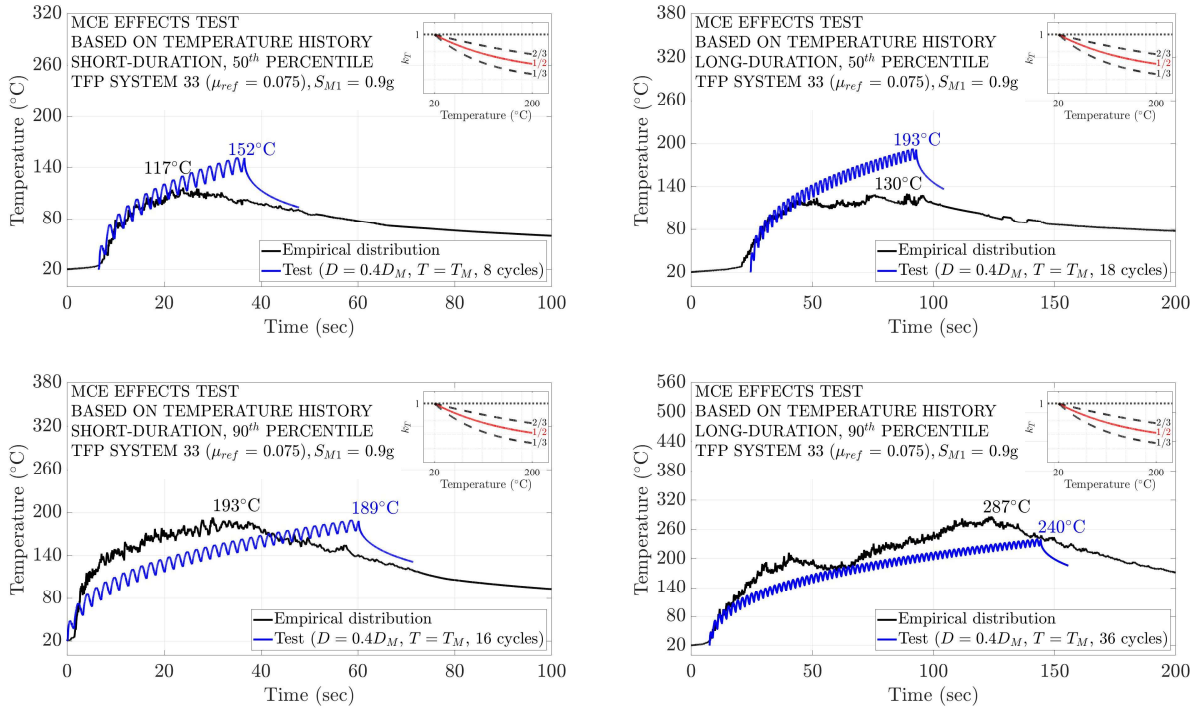 MCE EFFECTS TEST
BASED ON TEMPERATURE HISTORY
SHORT-DURATION, 50th PERCENTILE
TFP SYSTEM 33 (μref = 0.075), SM1 = 0.9g
380
320
260
200
140
80
20
Temperature (°C)
117°C
152°C
1
kT
2/3
1/2
1/3
20
200
Temperature (°C)
Empirical distribution
Test (D = 0.4DM, T = TM, 8 cycles)
0
20
40
60
80
100
Time (sec)
MCE EFFECTS TEST
BASED ON TEMPERATURE HISTORY
LONG-DURATION, 50th PERCENTILE
TFP SYSTEM 33 (μref = 0.075), SM1 = 0.9g
380
320
260
200
140
80
20
Temperature (°C)
193°C
130°C
1
kT
2/3
1/2
1/3
20
200
Temperature (°C)
Empirical distribution
Test (D = 0.4DM, T = TM, 18 cycles)
0
50
100
150
200
Time (sec)
MCE EFFECTS TEST
BASED ON TEMPERATURE HISTORY
SHORT-DURATION, 90th PERCENTILE
TFP SYSTEM 33 (μref = 0.075), SM1 = 0.9g
380
320
260
200
140
80
20
Temperature (°C)
193°C
189°C
1
kT
2/3
1/2
1/3
20
200
Temperature (°C)
Empirical distribution
Test (D = 0.4DM, T = TM, 16 cycles)
0
20
40
60
80
100
Time (sec)
MCE EFFECTS TEST
BASED ON TEMPERATURE HISTORY
LONG-DURATION, 90th PERCENTILE
TFP SYSTEM 33 (μref = 0.075), SM1 = 0.9g
560
500
440
380
320
260
200
140
80
20
Temperature (°C)
287°C
240°C
1
kT
2/3
1/2
1/3
20
200
Temperature (°C)
Empirical distribution
Test (D = 0.4DM, T = TM, 36 cycles)
0
50
100
150
200
Time (sec)